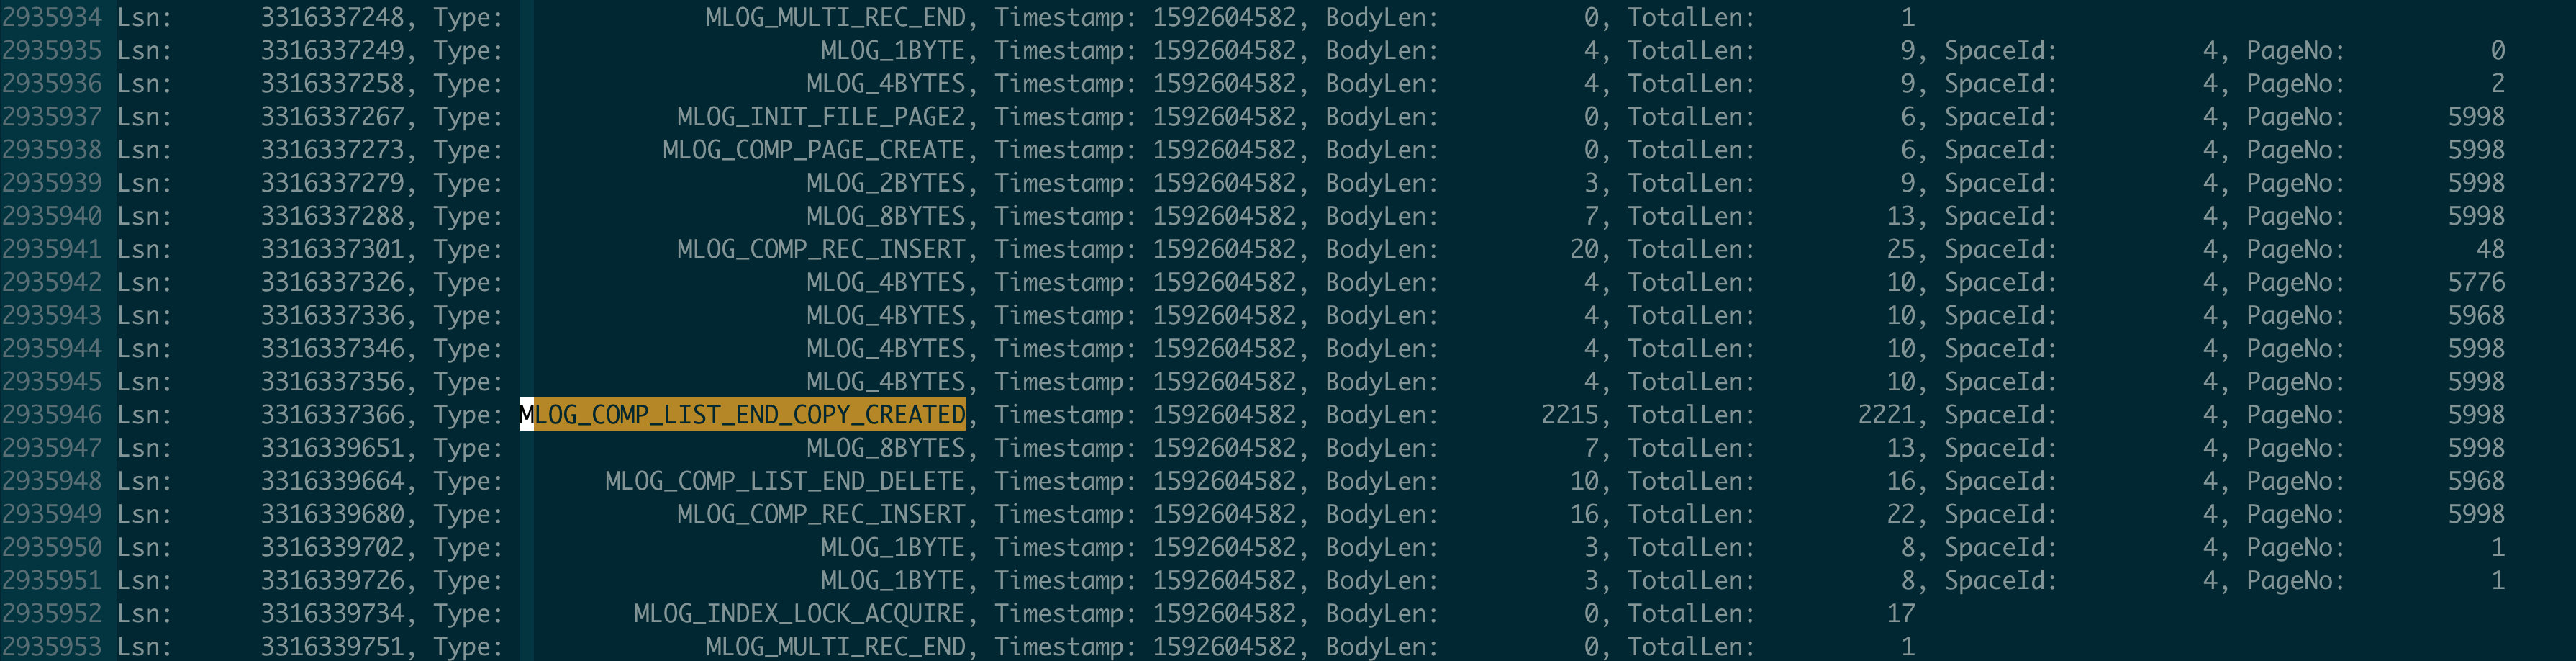 2935934 Lsn: 3316337248, Type: MLOG_MULTI_REC_END, Timestamp: 1592604582, BodyLen: 0, TotalLen: 1
2935935 Lsn: 3316337249, Type: MLOG_1BYTE, Timestamp: 1592604582, BodyLen: 4, TotalLen: 9, SpaceId: 4, PageNo: 0
2935936 Lsn: 3316337258, Type: MLOG_4BYTES, Timestamp: 1592604582, BodyLen: 4, TotalLen: 9, SpaceId: 4, PageNo: 2
2935937 Lsn: 3316337267, Type: MLOG_INIT_FILE_PAGE2, Timestamp: 1592604582, BodyLen: 0, TotalLen: 6, SpaceId: 4, PageNo: 5998
2935938 Lsn: 3316337273, Type: MLOG_COMP_PAGE_CREATE, Timestamp: 1592604582, BodyLen: 0, TotalLen: 6, SpaceId: 4, PageNo: 5998
2935939 Lsn: 3316337279, Type: MLOG_2BYTES, Timestamp: 1592604582, BodyLen: 3, TotalLen: 9, SpaceId: 4, PageNo: 5998
2935940 Lsn: 3316337288, Type: MLOG_8BYTES, Timestamp: 1592604582, BodyLen: 7, TotalLen: 13, SpaceId: 4, PageNo: 5998
2935941 Lsn: 3316337301, Type: MLOG_COMP_REC_INSERT, Timestamp: 1592604582, BodyLen: 20, TotalLen: 25, SpaceId: 4, PageNo: 48
2935942 Lsn: 3316337326, Type: MLOG_4BYTES, Timestamp: 1592604582, BodyLen: 4, TotalLen: 10, SpaceId: 4, PageNo: 5776
2935943 Lsn: 3316337336, Type: MLOG_4BYTES, Timestamp: 1592604582, BodyLen: 4, TotalLen: 10, SpaceId: 4, PageNo: 5968
2935944 Lsn: 3316337346, Type: MLOG_4BYTES, Timestamp: 1592604582, BodyLen: 4, TotalLen: 10, SpaceId: 4, PageNo: 5998
2935945 Lsn: 3316337356, Type: MLOG_4BYTES, Timestamp: 1592604582, BodyLen: 4, TotalLen: 10, SpaceId: 4, PageNo: 5998
2935946 Lsn: 3316337366, Type: MLOG_COMP_LIST_END_COPY_CREATED, Timestamp: 1592604582, BodyLen: 2215, TotalLen: 2221, SpaceId: 4, PageNo: 5998
2935947 Lsn: 3316339651, Type: MLOG_8BYTES, Timestamp: 1592604582, BodyLen: 7, TotalLen: 13, SpaceId: 4, PageNo: 5998
2935948 Lsn: 3316339664, Type: MLOG_COMP_LIST_END_DELETE, Timestamp: 1592604582, BodyLen: 10, TotalLen: 16, SpaceId: 4, PageNo: 5968
2935949 Lsn: 3316339680, Type: MLOG_COMP_REC_INSERT, Timestamp: 1592604582, BodyLen: 16, TotalLen: 22, SpaceId: 4, PageNo: 5998
2935950 Lsn: 3316339702, Type: MLOG_1BYTE, Timestamp: 1592604582, BodyLen: 3, TotalLen: 8, SpaceId: 4, PageNo: 1
2935951 Lsn: 3316339726, Type: MLOG_1BYTE, Timestamp: 1592604582, BodyLen: 3, TotalLen: 8, SpaceId: 4, PageNo: 1
2935952 Lsn: 3316339734, Type: MLOG_INDEX_LOCK_ACQUIRE, Timestamp: 1592604582, BodyLen: 0, TotalLen: 17
2935953 Lsn: 3316339751, Type: MLOG_MULTI_REC_END, Timestamp: 1592604582, BodyLen: 0, TotalLen: 1